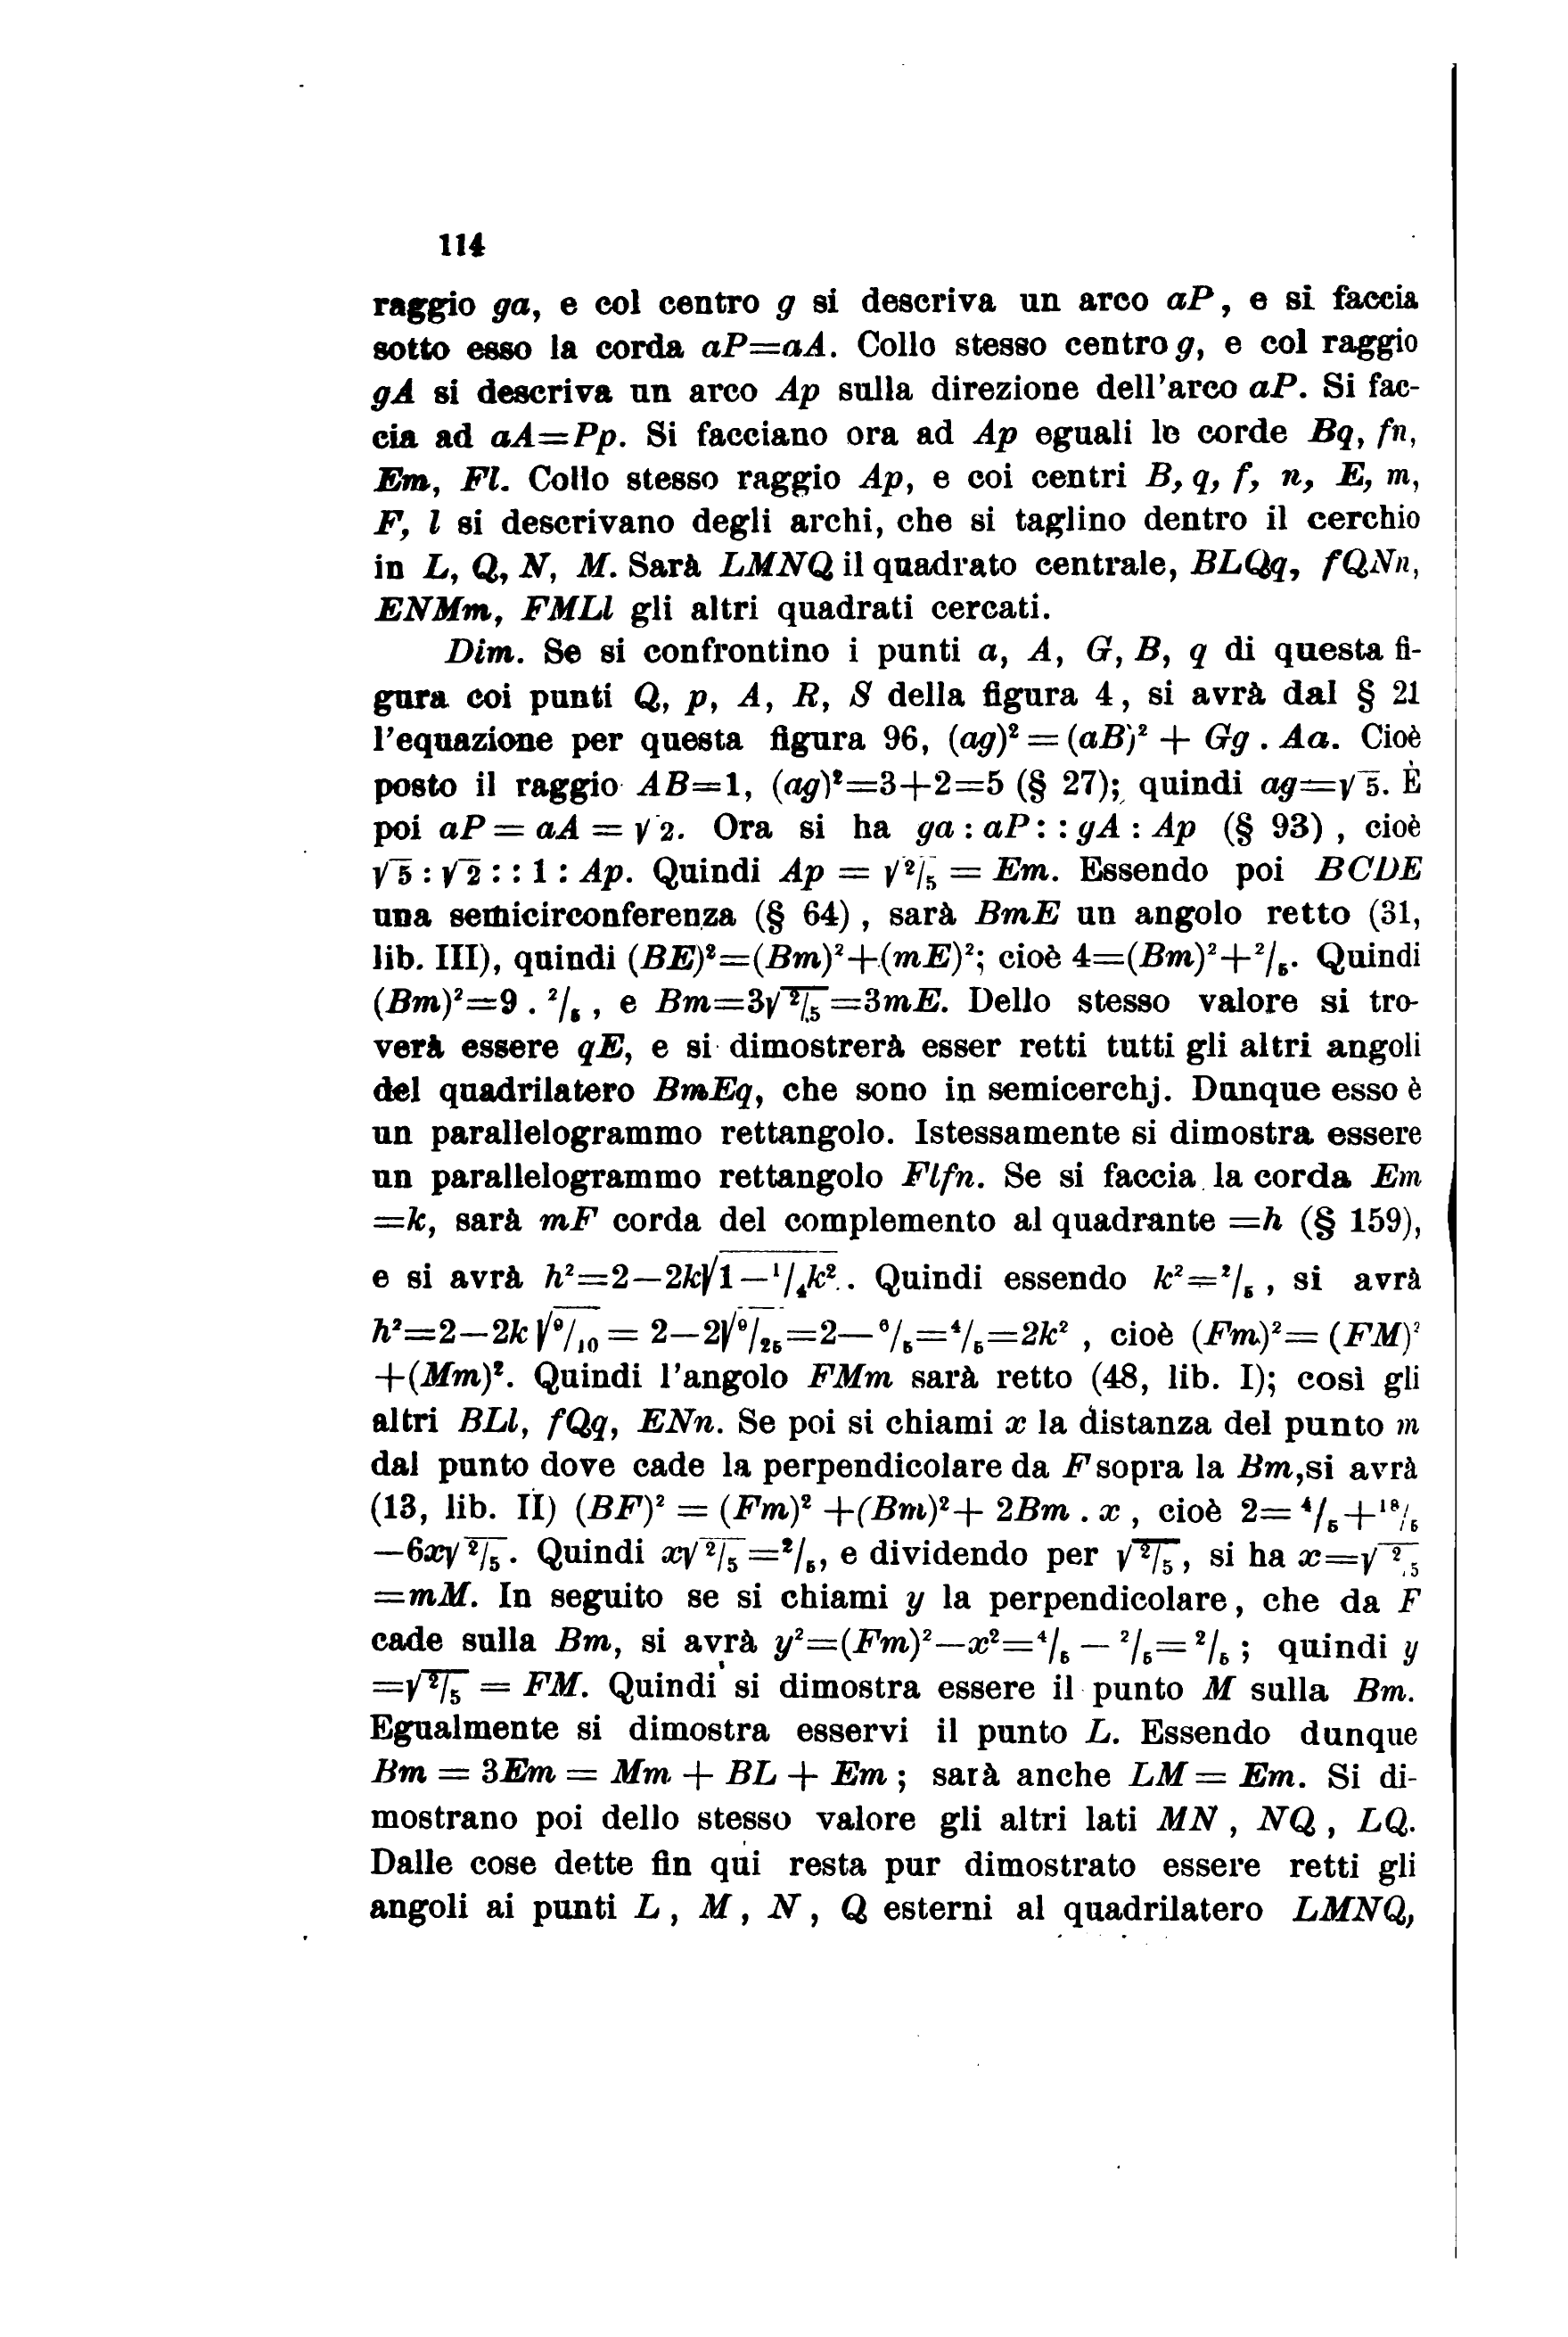 114
raggio ga, e col centro g si descriva un arco aP, e si faccia
sotto esso la corda aP=aA. Collo stesso centro g, e col raggio
gA si descriva un arco Ap sulla direzione dell'arco aP. Si fac-
cia ad aA=Pp. Si facciano ora ad Ap eguali le corde Bq, fn,
Em, Fl. Collo stesso raggio Ap, e coi centri B, q, f, n, E, m,
F, l si descrivano degli archi, che si taglino dentro il cerchio
in L, Q, N, M. Sarà LMNQ il quadrato centrale, BLQq, fQNn,
ENMm, FMLl gli altri quadrati cercati.
Dim. Se si confrontino i punti a, A, G, B, q di questa fi-
gura coi punti Q, p, A, R, S della figura 4, si avrà dal § 21
l'equazione per questa figura 96, (ag)² = (aB)² + Gg . Aa. Cioè
posto il raggio AB=1, (ag)²=3+2=5 (§ 27); quindi ag=√5. È
poi aP = aA = √2. Ora si ha ga : aP : : gA : Ap (§ 93), cioè
√5 : √2 : : 1 : Ap. Quindi Ap = √²/₅ = Em. Essendo poi BCDE
una semicirconferenza (§ 64), sarà BmE un angolo retto (31,
lib. III), quindi (BE)²=(Bm)²+(mE)²; cioè 4=(Bm)²+²/₅. Quindi
(Bm)²=9 . ²/₅, e Bm=3√²/₅=3mE. Dello stesso valore si tro-
verà essere qE, e si dimostrerà esser retti tutti gli altri angoli
del quadrilatero BmEq, che sono in semicerchj. Dunque esso è
un parallelogrammo rettangolo. Istessamente si dimostra essere
un parallelogrammo rettangolo Flfn. Se si faccia la corda Em
=k, sarà mF corda del complemento al quadrante =h (§ 159),
e si avrà h²=2—2k√1—¹/₄k². Quindi essendo k²=²/₅, si avrà
h²=2—2k√⁹/₁₀ = 2—2√⁹/₂₅=2—⁶/₅=⁴/₅=2k², cioè (Fm)²= (FM)²
+(Mm)². Quindi l'angolo FMm sarà retto (48, lib. I); così gli
altri BLl, fQq, ENn. Se poi si chiami x la distanza del punto m
dal punto dove cade la perpendicolare da F sopra la Bm, si avrà
(13, lib. II) (BF)² = (Fm)² +(Bm)²+ 2Bm . x, cioè 2= ⁴/₅+¹⁸/₅
—6x√²/₅. Quindi x√²/₅=²/₅, e dividendo per √²/₅, si ha x=√²/₅
=mM. In seguito se si chiami y la perpendicolare, che da F
cade sulla Bm, si avrà y²=(Fm)²—x²=⁴/₅ — ²/₅= ²/₅; quindi y
=√²/₅ = FM. Quindi si dimostra essere il punto M sulla Bm.
Egualmente si dimostra esservi il punto L. Essendo dunque
Bm = 3Em = Mm + BL + Em; sarà anche LM = Em. Si di-
mostrano poi dello stesso valore gli altri lati MN, NQ, LQ.
Dalle cose dette fin qui resta pur dimostrato essere retti gli
angoli ai punti L, M, N, Q esterni al quadrilatero LMNQ,